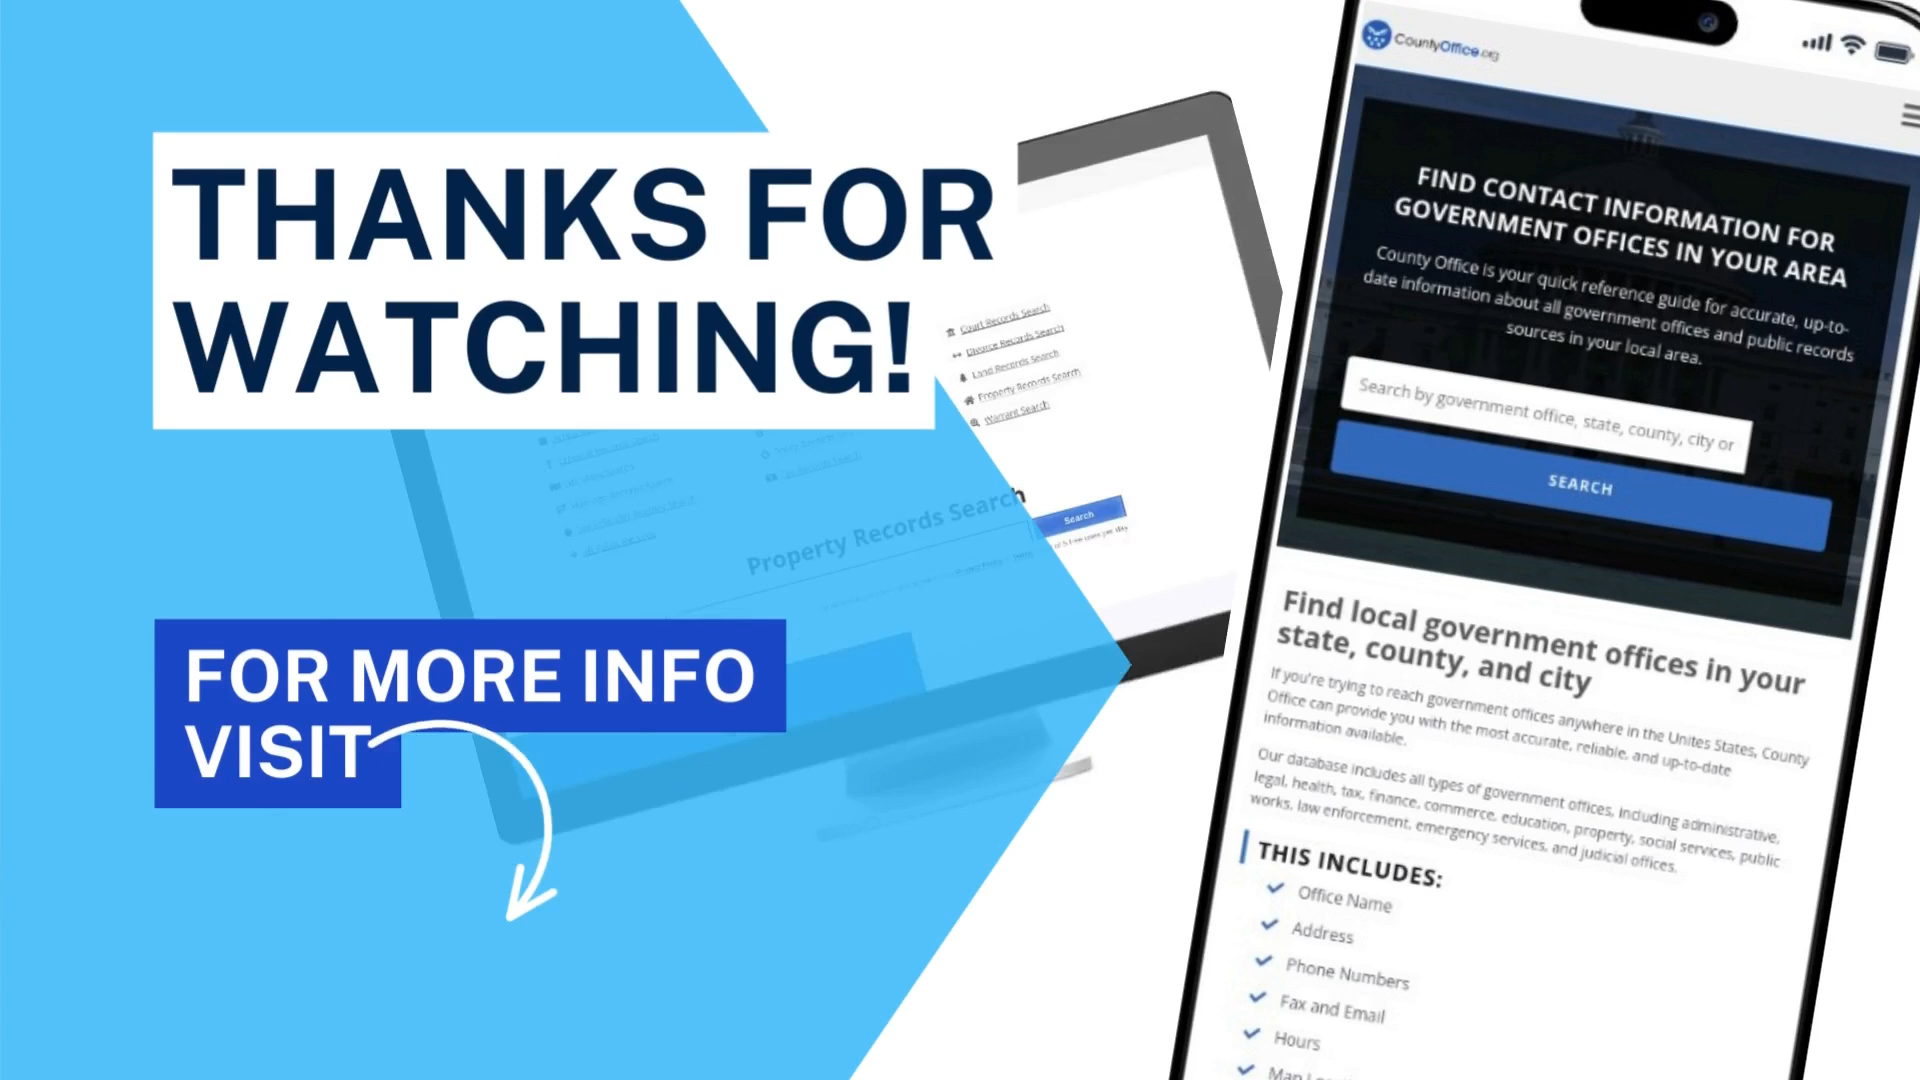 THANKS FOR
WATCHING!
FOR MORE INFO
VISIT
Court Records Search
Divorce Records Search
Land Records Search
Property Records Search
Warrant Search
Property Records Search
Search
CountyOffice.org
FIND CONTACT INFORMATION FOR
GOVERNMENT OFFICES IN YOUR AREA
County Office is your quick reference guide for accurate, up-to-
date information about all government offices and public records
sources in your local area.
Search by government office, state, county, city or
SEARCH
Find local government offices in your
state, county, and city
If you're trying to reach government offices anywhere in the Unites States, County
Office can provide you with the most accurate, reliable, and up-to-date
information available.
Our database includes all types of government offices, including administrative,
legal, health, tax, finance, commerce, education, property, social services, public
works, law enforcement, emergency services, and judicial offices.
THIS INCLUDES:
Office Name
Address
Phone Numbers
Fax and Email
Hours